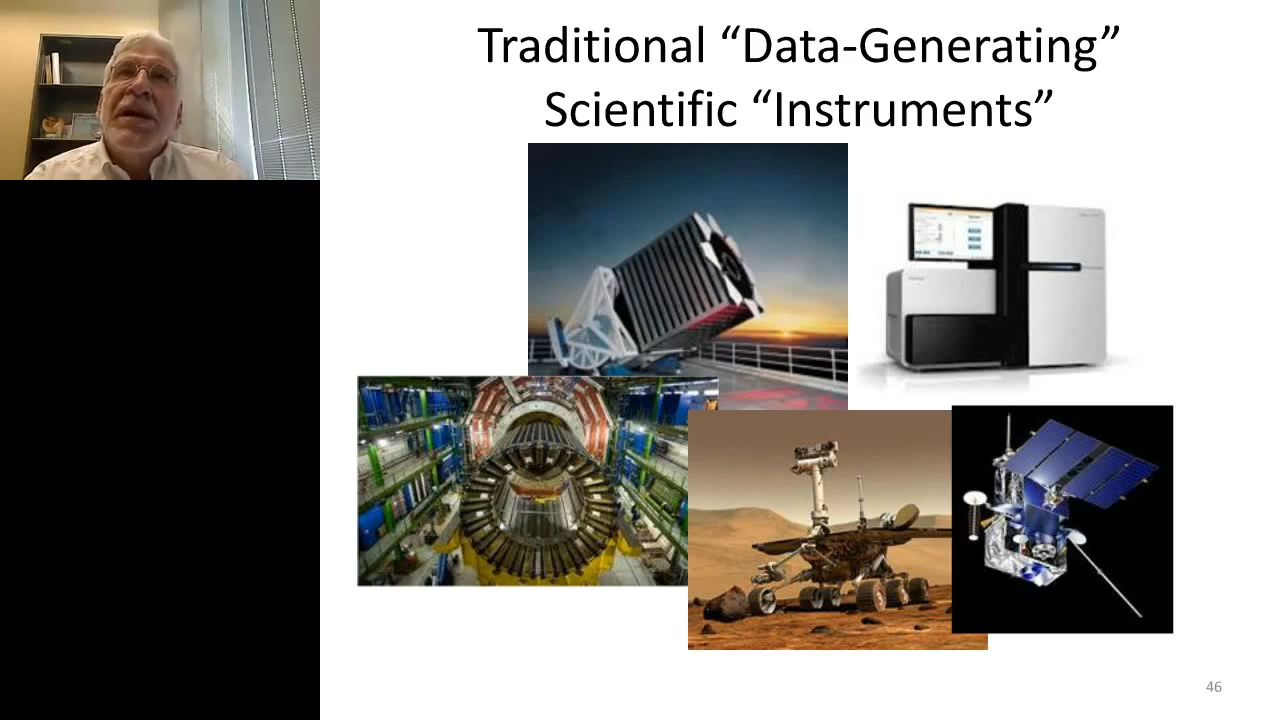 Traditional “Data-Generating”
Scientific “Instruments”
46